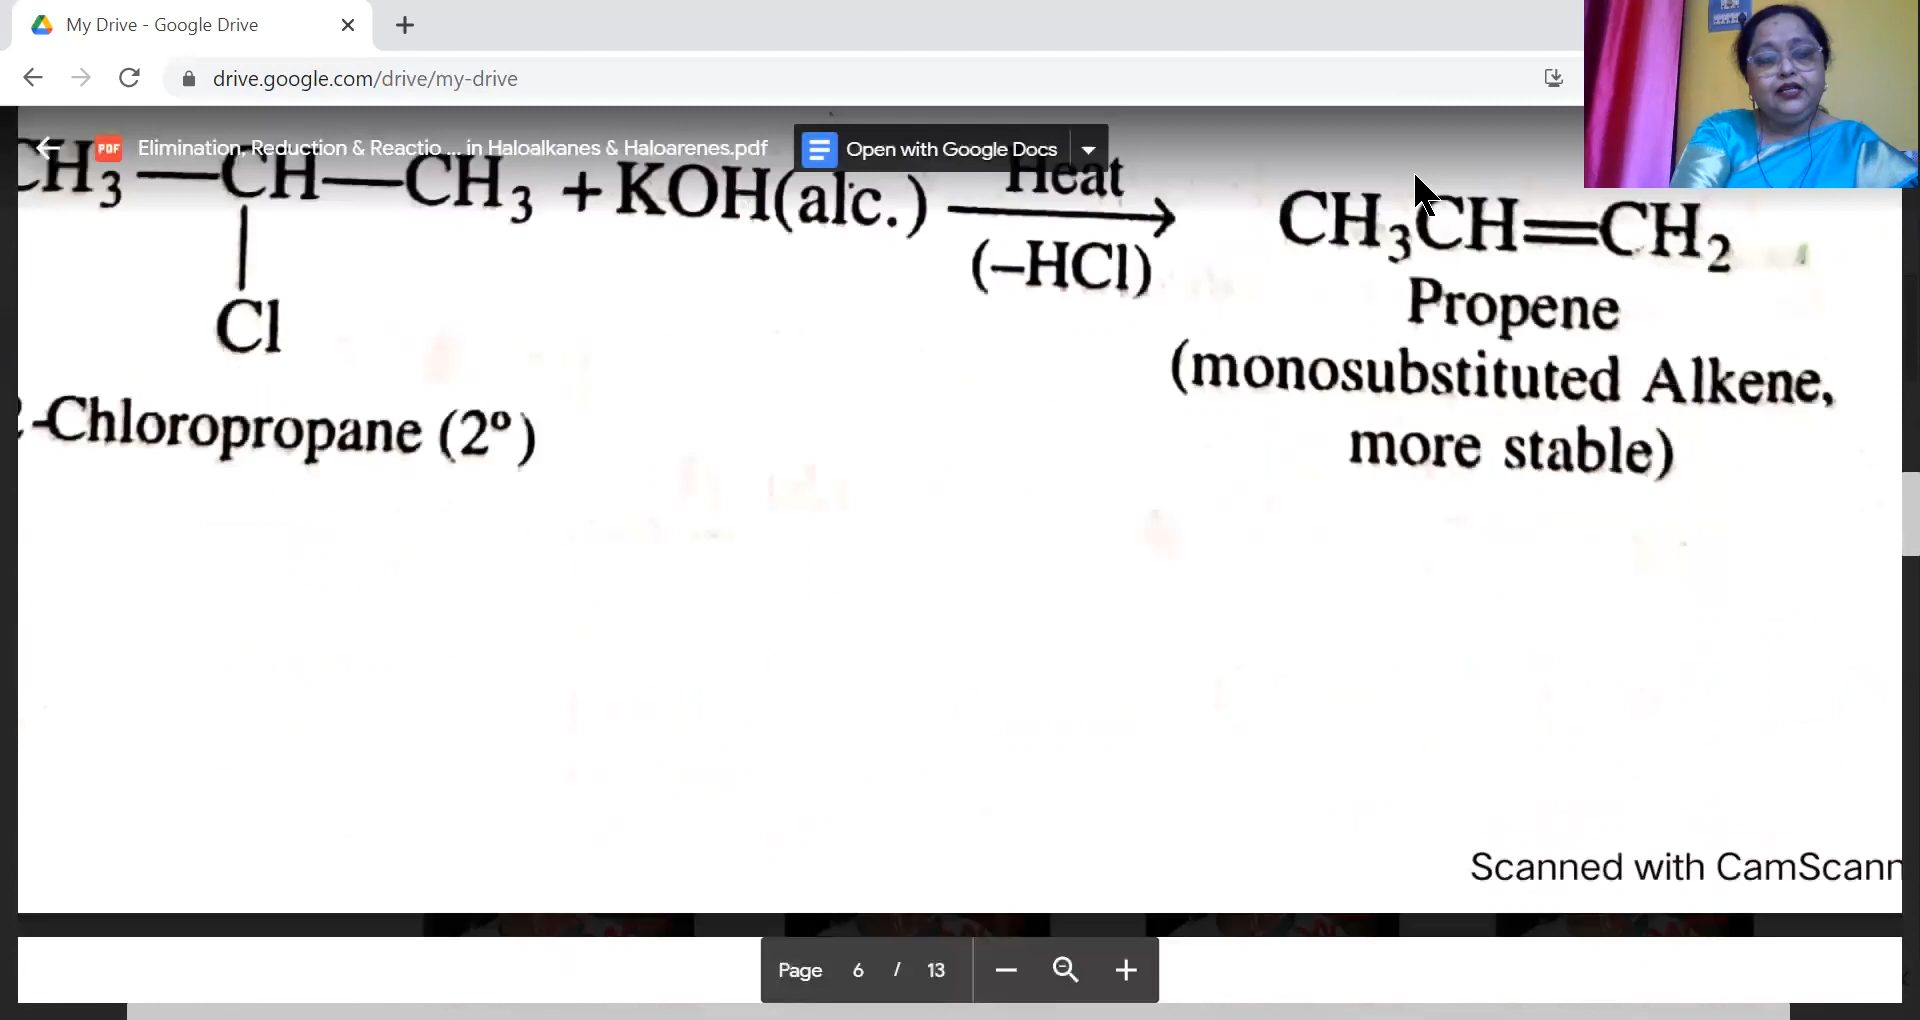 My Drive - Google Drive
drive.google.com/drive/my-drive
PDF Elimination, Reduction & Reactio ... in Haloalkanes & Haloarenes.pdf
Open with Google Docs
CH3—CH—CH3 + KOH(alc.) Heat (–HCl) CH3CH=CH2
Cl
Propene
(monosubstituted Alkene,
-Chloropropane (2º)
more stable)
Scanned with CamScann
Page 6 / 13